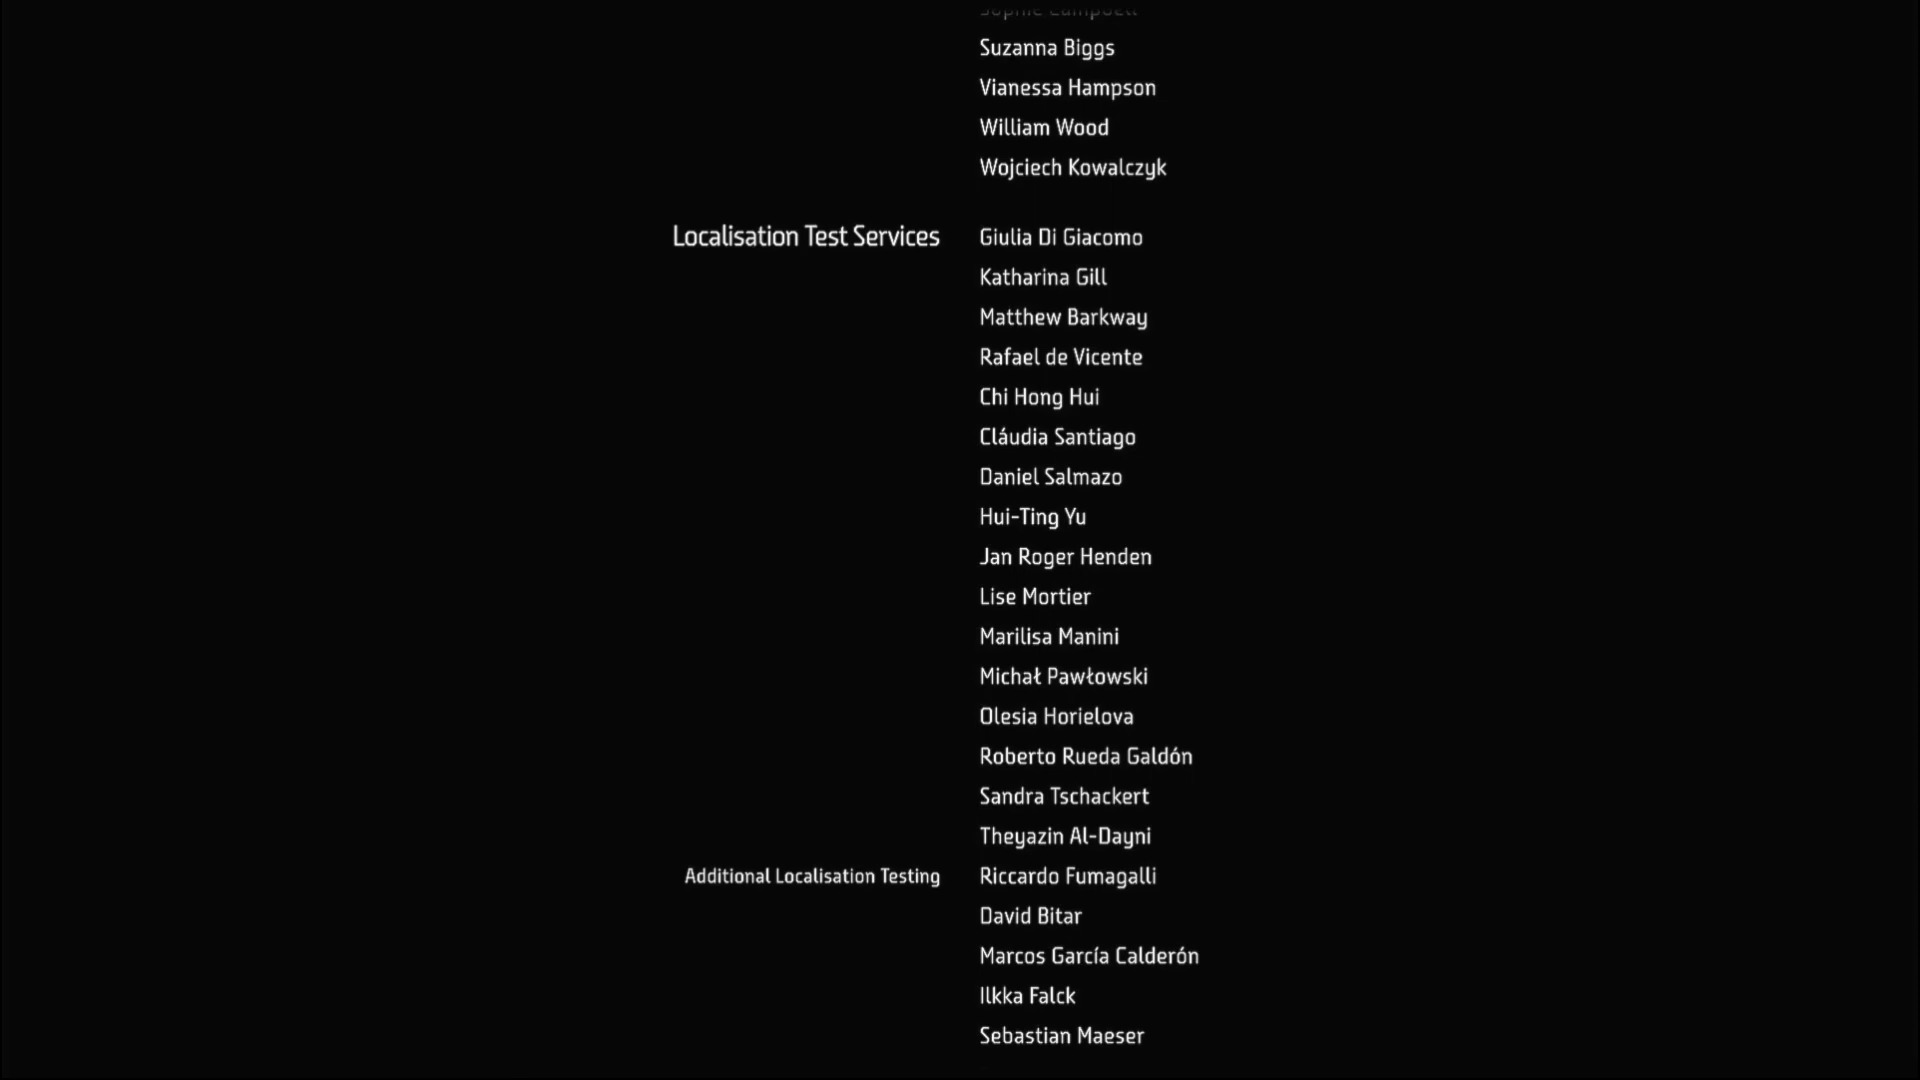 Sophie Campbell
Suzanna Biggs
Vianessa Hampson
William Wood
Wojciech Kowalczyk
Localisation Test Services Giulia Di Giacomo
Katharina Gill
Matthew Barkway
Rafael de Vicente
Chi Hong Hui
Cláudia Santiago
Daniel Salmazo
Hui-Ting Yu
Jan Roger Henden
Lise Mortier
Marilisa Manini
Michał Pawłowski
Olesia Horielova
Roberto Rueda Galdón
Sandra Tschackert
Theyazin Al-Dayni
Additional Localisation Testing Riccardo Fumagalli
David Bitar
Marcos García Calderón
Ilkka Falck
Sebastian Maeser